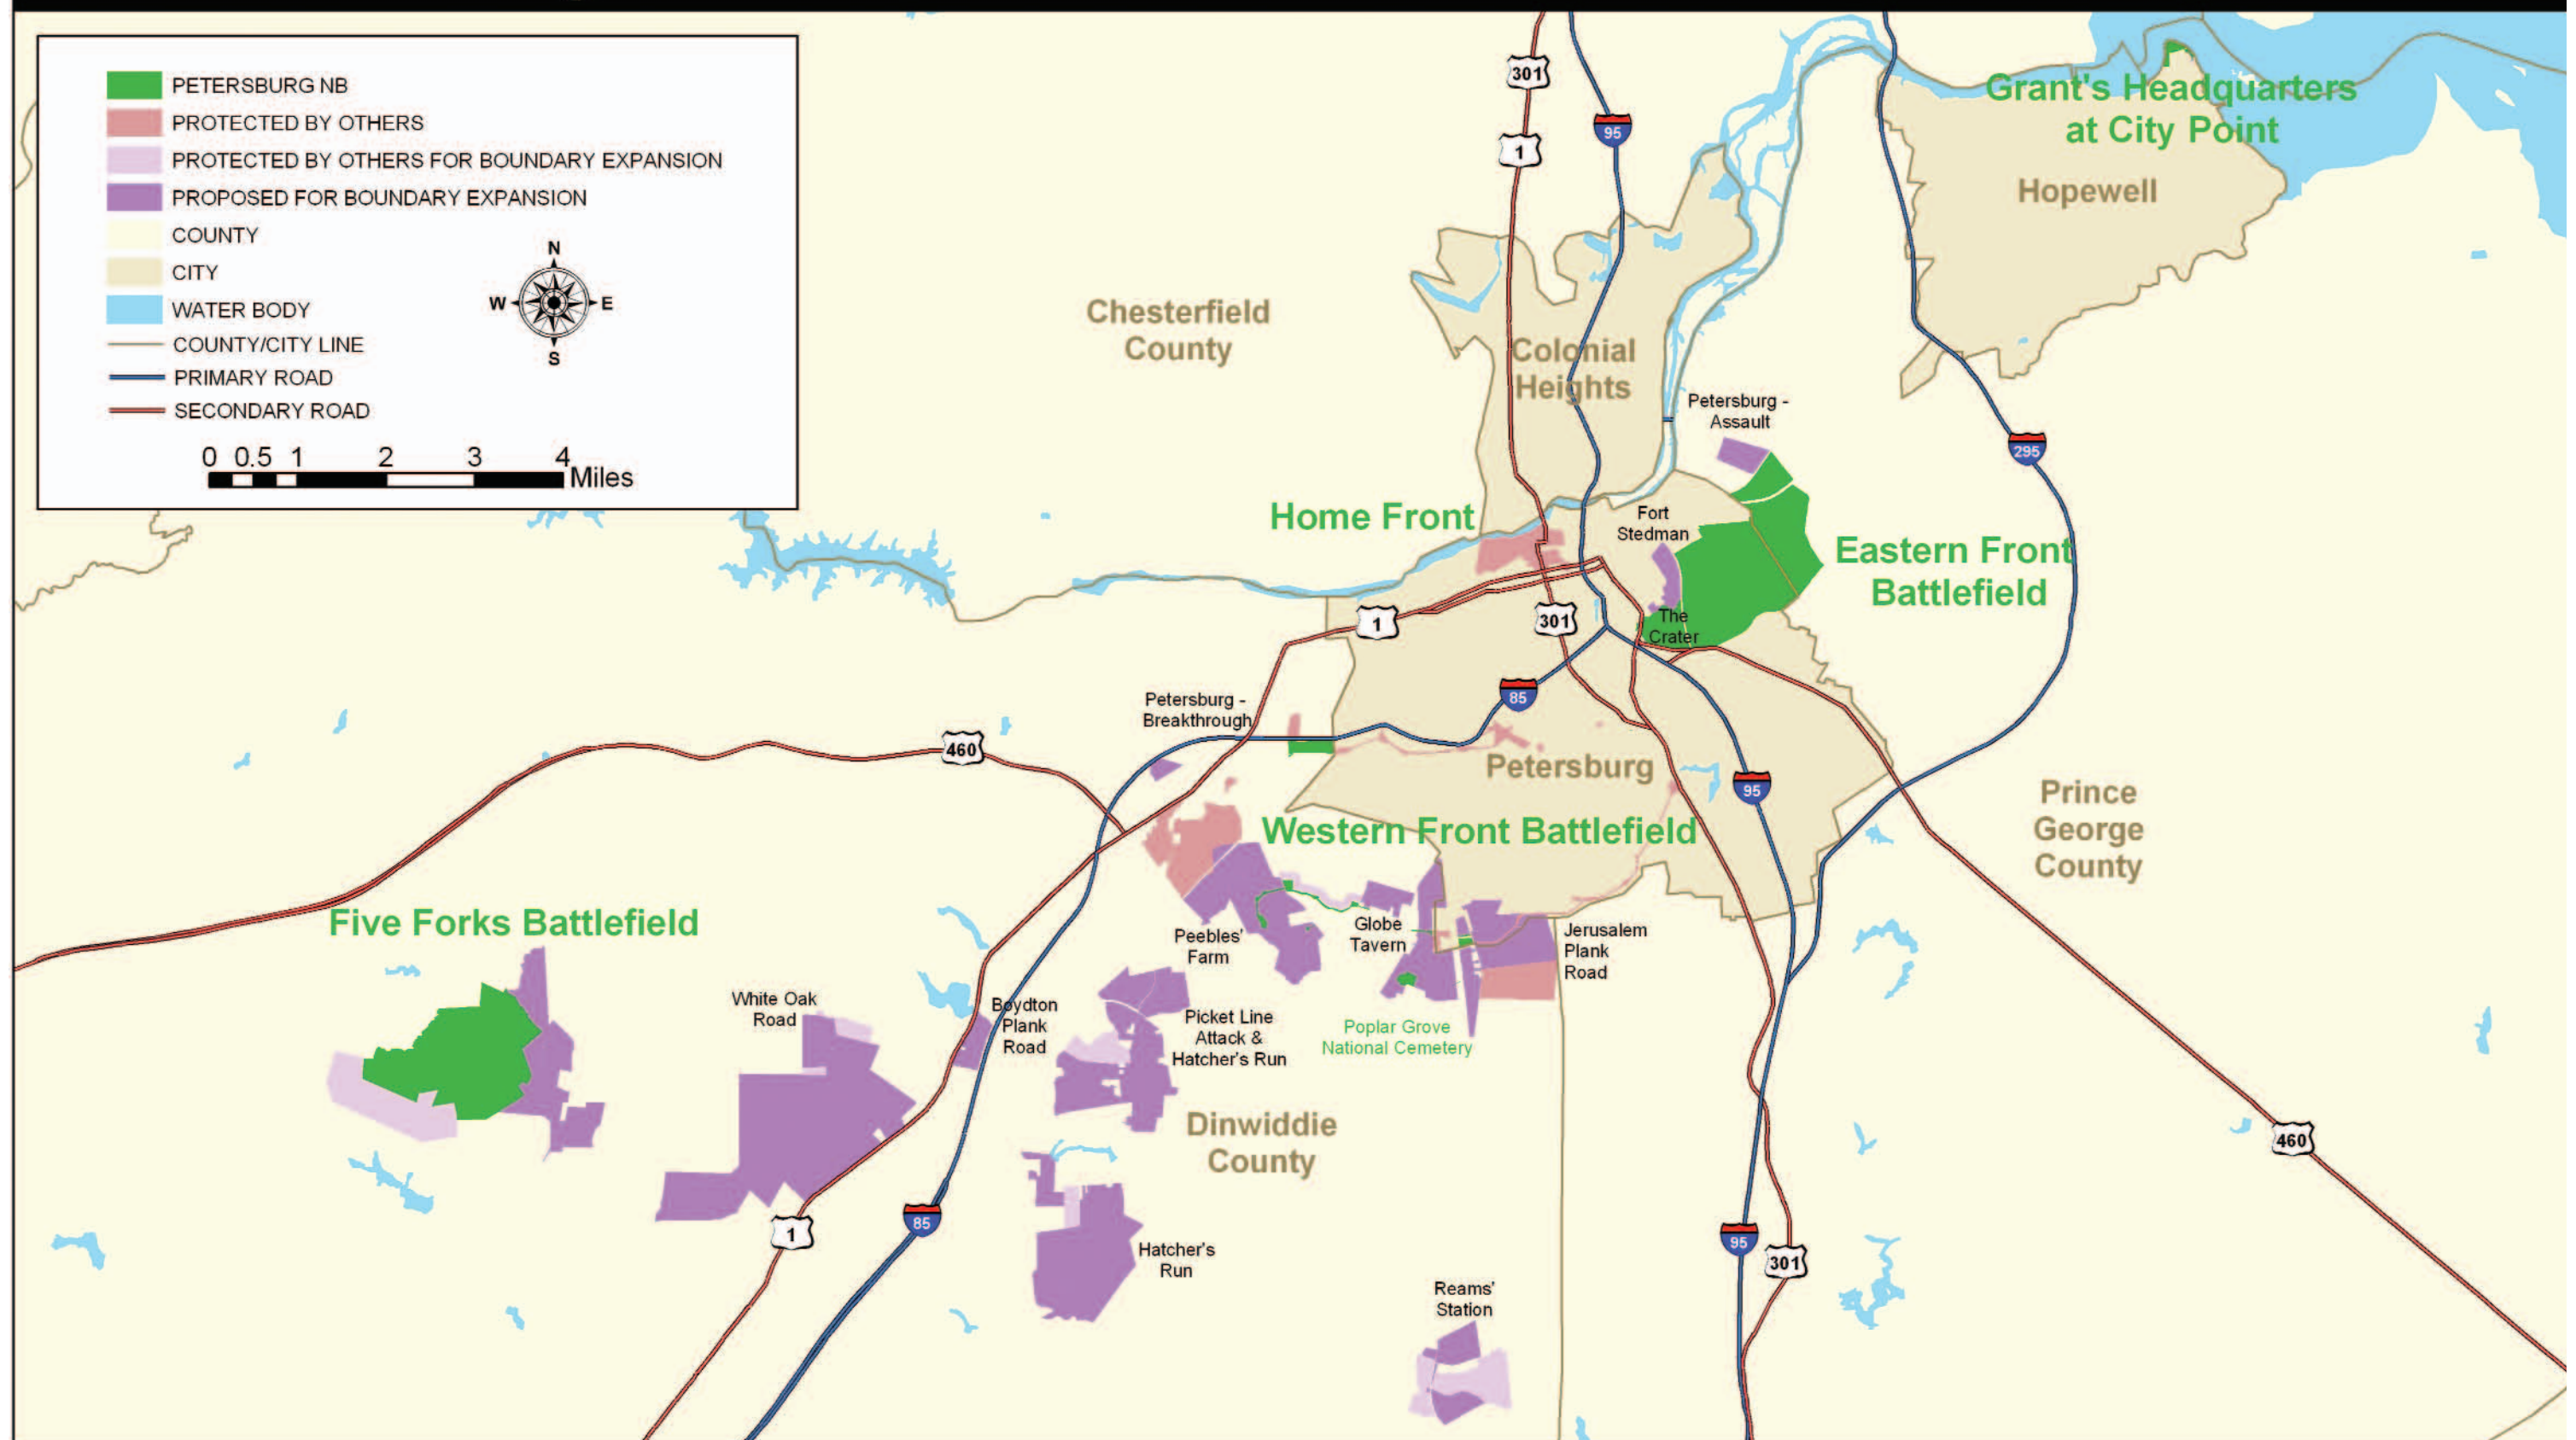 PETERSBURG NB
PROTECTED BY OTHERS
PROTECTED BY OTHERS FOR BOUNDARY EXPANSION
PROPOSED FOR BOUNDARY EXPANSION
COUNTY
CITY
WATER BODY
COUNTY/CITY LINE
PRIMARY ROAD
SECONDARY ROAD
N
W E
S
0 0.5 1 2 3 4
Miles
301
95
1
Grant's Headquarters
at City Point
Hopewell
Chesterfield
County
Colonial
Heights
Petersburg -
Assault
295
Home Front
Fort
Stedman
Eastern Front
Battlefield
1
301
The
Crater
85
Petersburg -
Breakthrough
460
Petersburg
95
Prince
George
County
Western Front Battlefield
Five Forks Battlefield
Peebles'
Farm
Globe
Tavern
Jerusalem
Plank
Road
White Oak
Road
Boydton
Plank
Road
Picket Line
Attack &
Hatcher's Run
Poplar Grove
National Cemetery
Dinwiddie
County
460
1
85
95
301
Hatcher's
Run
Reams'
Station